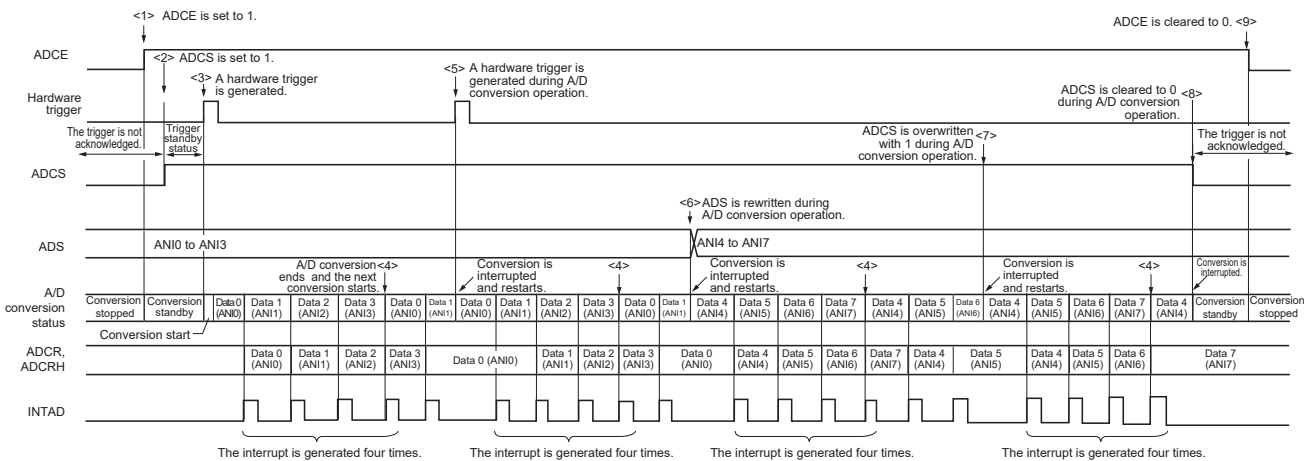 <1> ADCE is set to 1.
ADCE is cleared to 0. <9>
ADCE
<2> ADCS is set to 1.
<3> A hardware trigger
is generated.
<5> A hardware trigger is
generated during A/D
conversion operation.
ADCS is cleared to 0 <8>
during A/D conversion
operation.
Hardware
trigger
The trigger is not
acknowledged.
Trigger
standby
status
ADCS is overwritten <7>
with 1 during A/D
conversion operation.
The trigger is not
acknowledged.
ADCS
<6> ADS is rewritten during
A/D conversion operation.
ADS
ANI0 to ANI3
ANI4 to ANI7
A/D conversion <4>
ends and the next
conversion starts.
Conversion is
interrupted
and restarts.
<4>
Conversion is
interrupted
and restarts.
<4>
Conversion is
interrupted
and restarts.
<4>
Conversion is
interrupted.
A/D
conversion
status
Conversion
stopped
Conversion
standby
Data 0
(ANI0)
Data 1
(ANI1)
Data 2
(ANI2)
Data 3
(ANI3)
Data 0
(ANI0)
Data 1
(ANI1)
Data 0
(ANI0)
Data 1
(ANI1)
Data 2
(ANI2)
Data 3
(ANI3)
Data 0
(ANI0)
Data 1
(ANI1)
Data 4
(ANI4)
Data 5
(ANI5)
Data 6
(ANI6)
Data 7
(ANI7)
Data 4
(ANI4)
Data 5
(ANI5)
Data 6
(ANI6)
Data 4
(ANI4)
Data 5
(ANI5)
Data 6
(ANI6)
Data 7
(ANI7)
Data 4
(ANI4)
Conversion
standby
Conversion
stopped
Conversion start
ADCR,
ADCRH
Data 0
(ANI0)
Data 1
(ANI1)
Data 2
(ANI2)
Data 3
(ANI3)
Data 0 (ANI0)
Data 1
(ANI1)
Data 2
(ANI2)
Data 3
(ANI3)
Data 0
(ANI0)
Data 4
(ANI4)
Data 5
(ANI5)
Data 6
(ANI6)
Data 7
(ANI7)
Data 4
(ANI4)
Data 5
(ANI5)
Data 4
(ANI4)
Data 5
(ANI5)
Data 6
(ANI6)
Data 7
(ANI7)
INTAD
The interrupt is generated four times.
The interrupt is generated four times.
The interrupt is generated four times.
The interrupt is generated four times.